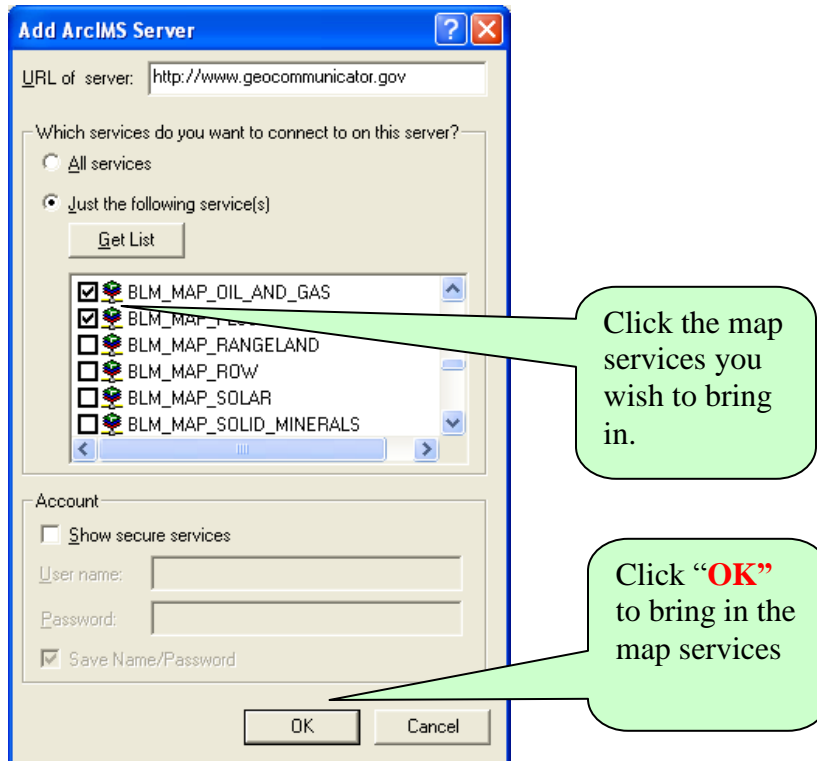 Add ArcIMS Server
URL of server: http://www.geocommunicator.gov
Which services do you want to connect to on this server?
All services
Just the following service(s)
Get List
BLM_MAP_OIL_AND_GAS
BLM_MAP_
BLM_MAP_RANGELAND
BLM_MAP_ROW
BLM_MAP_SOLAR
BLM_MAP_SOLID_MINERALS
Click the map
services you
wish to bring
in.
Account
Show secure services
User name:
Password:
Save Name/Password
Click “OK”
to bring in the
map services
OK
Cancel